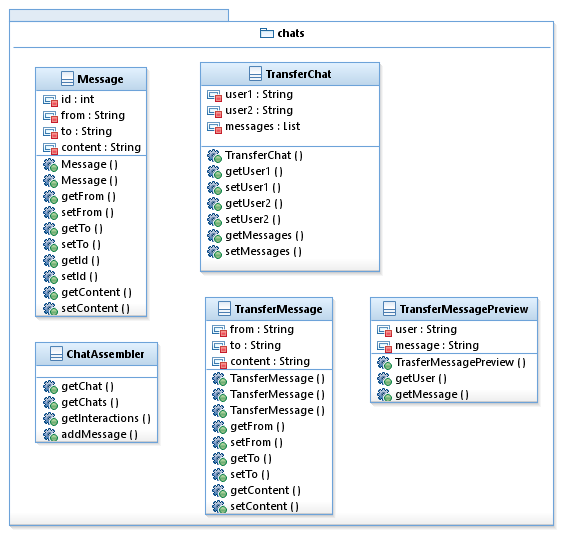 chats
Message
id : int
from : String
to : String
content : String
Message ()
Message ()
getFrom ()
setFrom ()
getTo ()
setTo ()
getId ()
setId ()
getContent ()
setContent ()
TransferChat
user1 : String
user2 : String
messages : List
TransferChat ()
getUser1 ()
setUser1 ()
getUser2 ()
setUser2 ()
getMessages ()
setMessages ()
ChatAssembler
getChat ()
getChats ()
getInteractions ()
addMessage ()
TransferMessage
from : String
to : String
content : String
TansferMessage ()
TansferMessage ()
TansferMessage ()
getFrom ()
setFrom ()
getTo ()
setTo ()
getContent ()
setContent ()
TransferMessagePreview
user : String
message : String
TrasferMessagePreview ()
getUser ()
getMessage ()